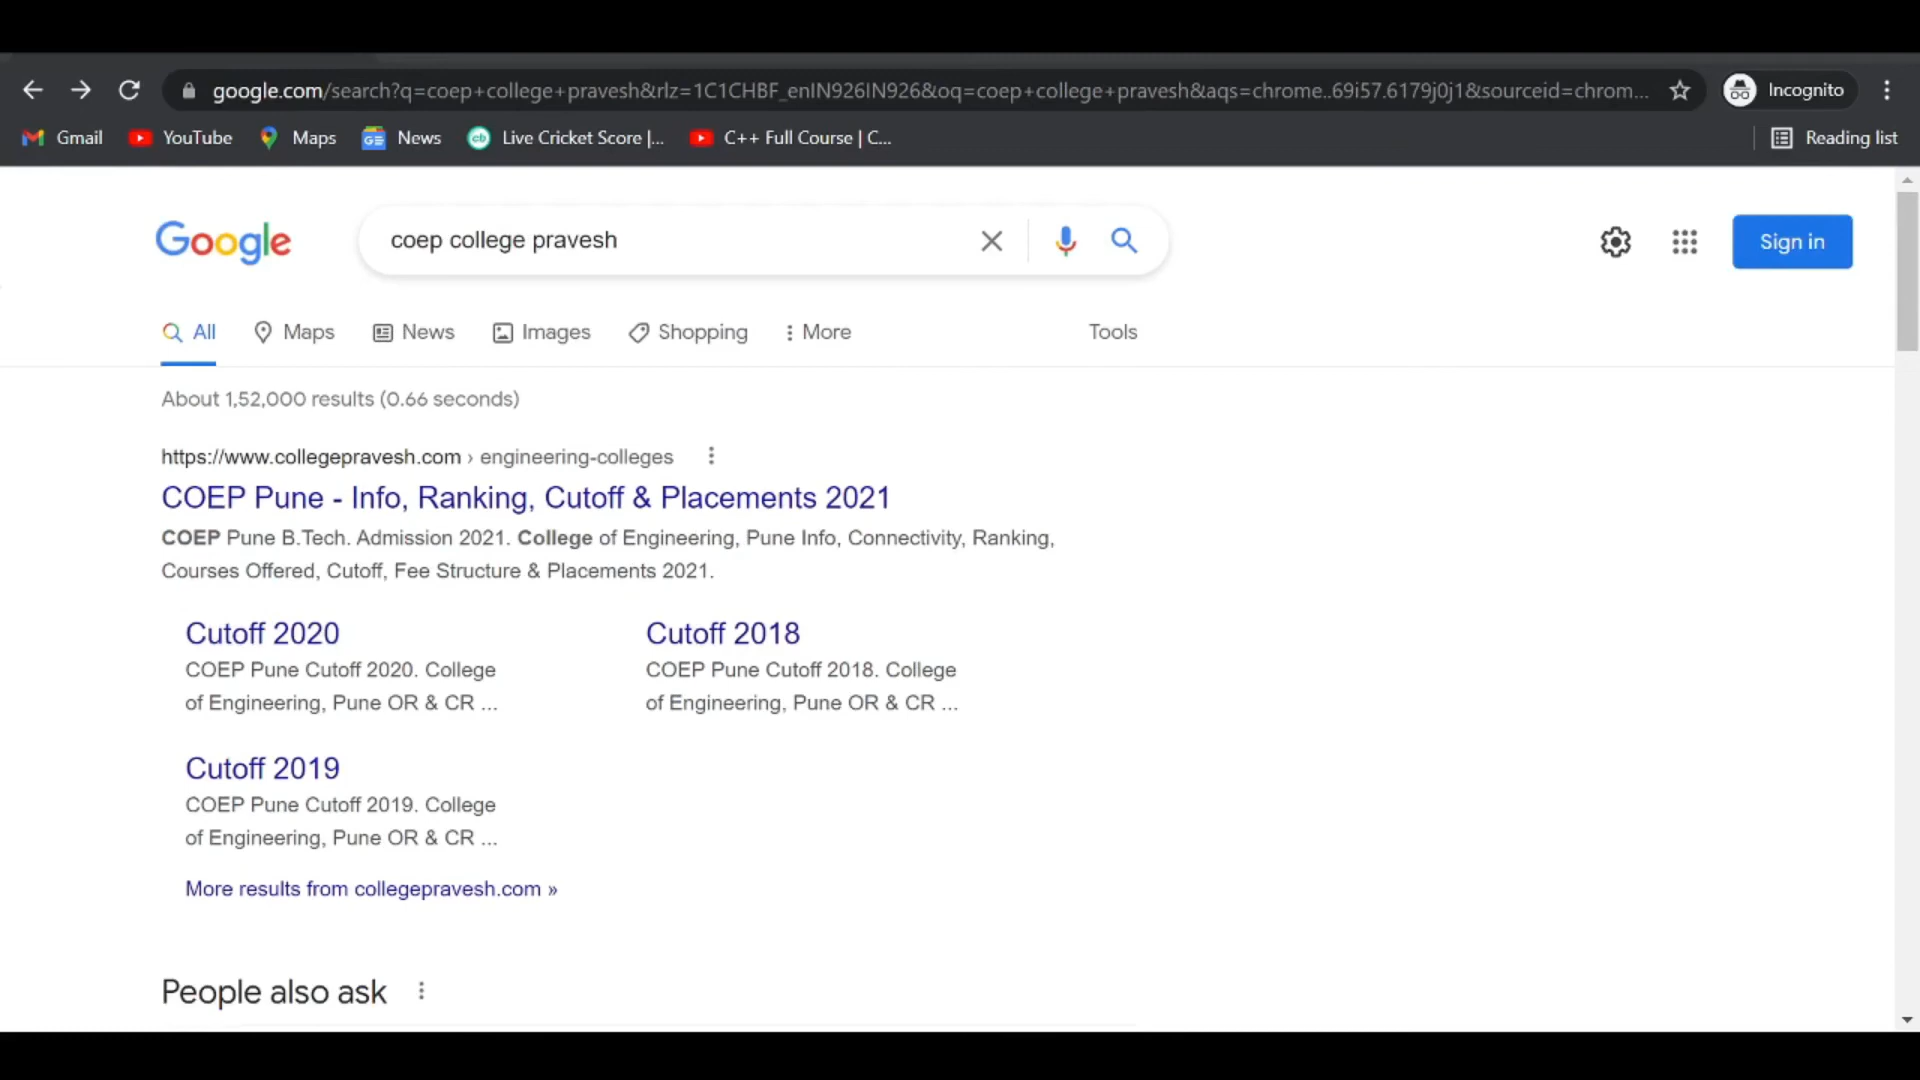 google.com/search?q=coep+college+pravesh&rlz=1C1CHBF_enIN926IN926&oq=coep+college+pravesh&aqs=chrome..69i57.6179j0j1&sourceid=chrom... Incognito
Gmail YouTube Maps News Live Cricket Score |... C++ Full Course | C... Reading list
Google coep college pravesh Sign in
All Maps News Images Shopping More Tools
About 1,52,000 results (0.66 seconds)
https://www.collegepravesh.com › engineering-colleges
COEP Pune - Info, Ranking, Cutoff & Placements 2021
COEP Pune B.Tech. Admission 2021. College of Engineering, Pune Info, Connectivity, Ranking,
Courses Offered, Cutoff, Fee Structure & Placements 2021.
Cutoff 2020
COEP Pune Cutoff 2020. College
of Engineering, Pune OR & CR ...
Cutoff 2018
COEP Pune Cutoff 2018. College
of Engineering, Pune OR & CR ...
Cutoff 2019
COEP Pune Cutoff 2019. College
of Engineering, Pune OR & CR ...
More results from collegepravesh.com »
People also ask